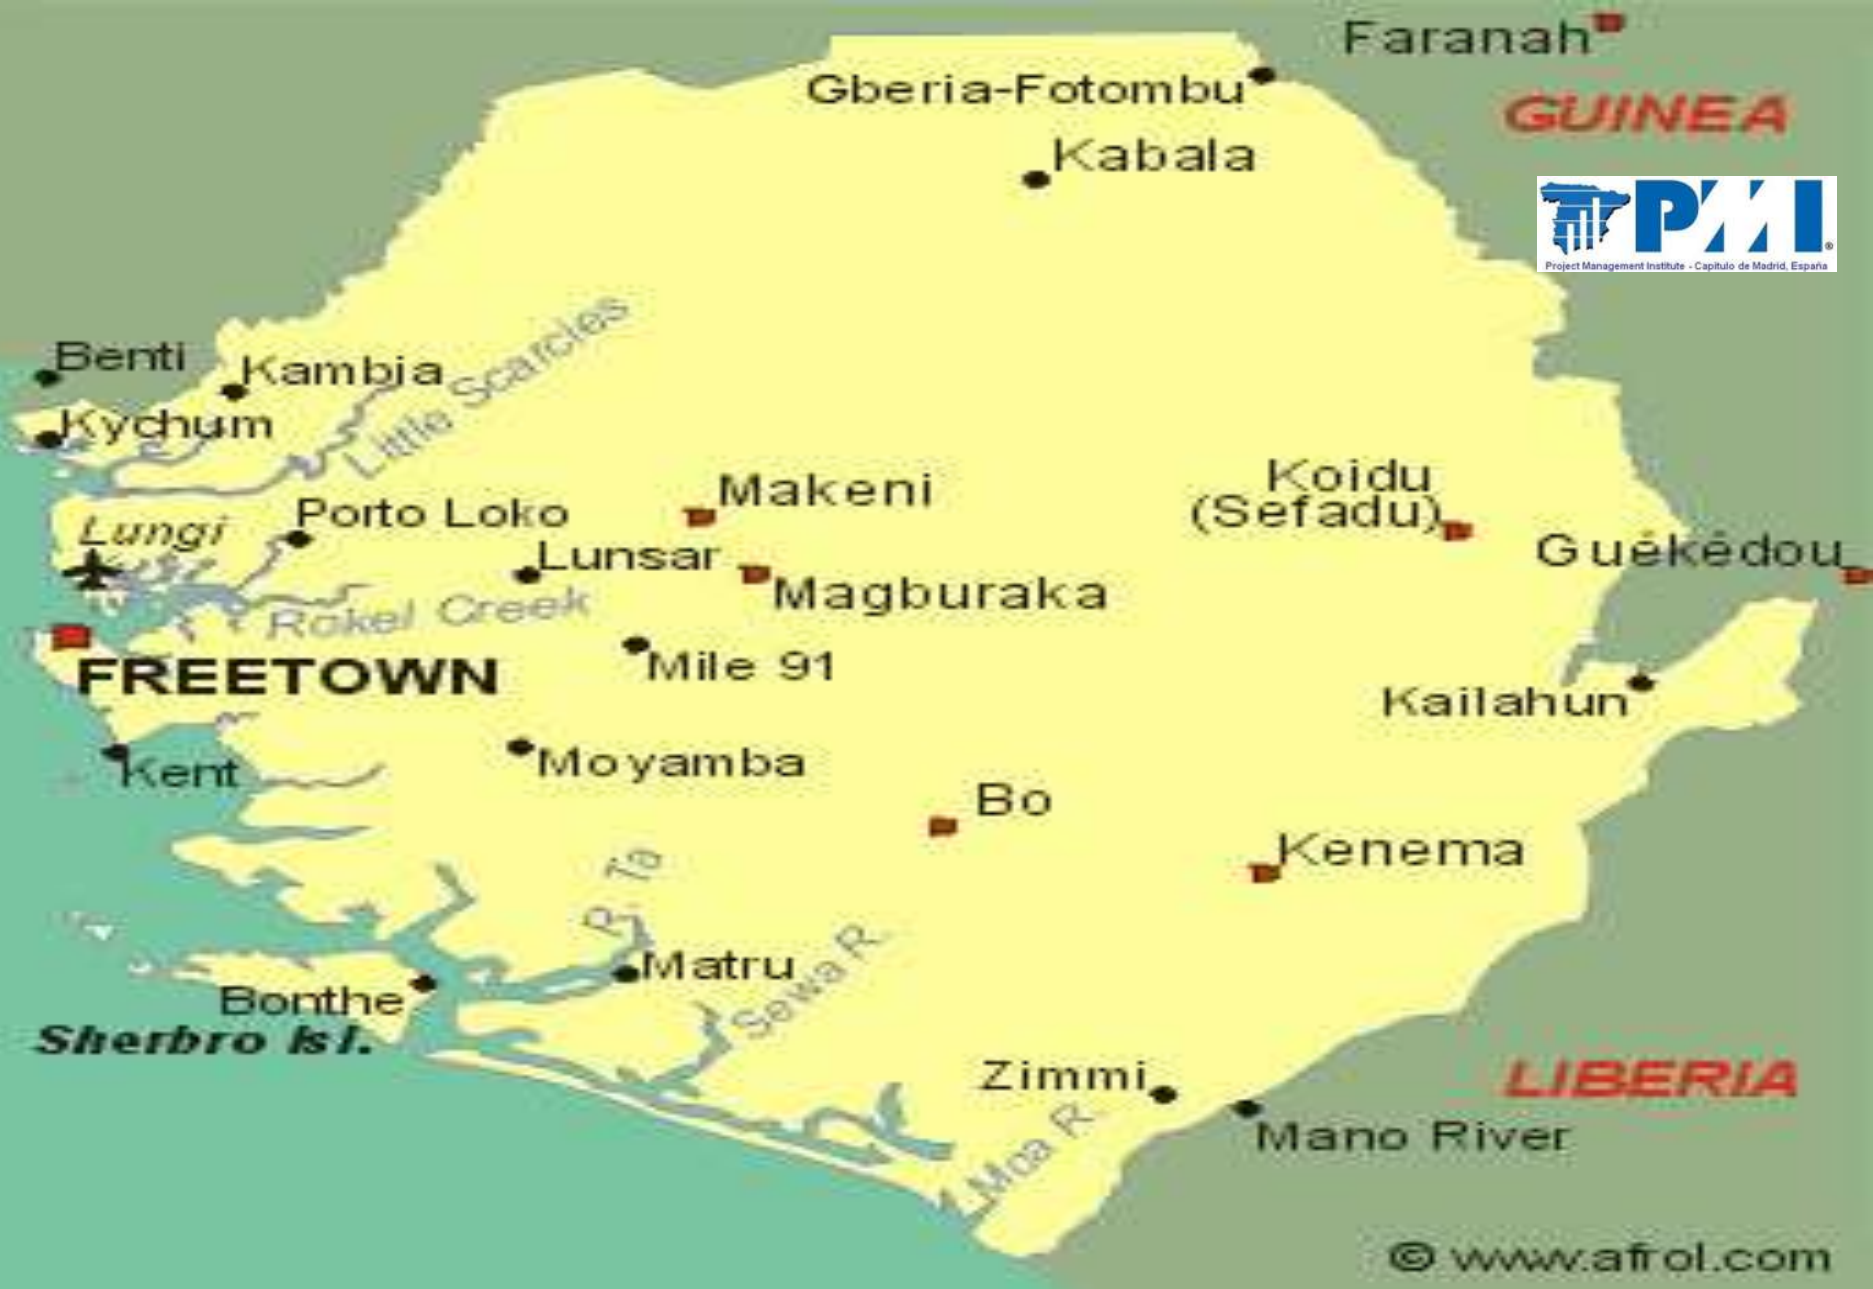 Faranah
Gberia-Fotombu
GUINEA
Kabala
PMI
Project Management Institute - Capítulo de Madrid, España
Benti
Kambia
Little Scarcies
Kychum
Makeni
Koidu
(Sefadu)
Porto Loko
Lungi
Guékédou
Lunsar
Magburaka
Rokel Creek
Mile 91
FREETOWN
Kailahun
Moyamba
Kent
Bo
Kenema
R. Ta
Matru
Sewa R.
Bonthe
Sherbro Isl.
Zimmi
LIBERIA
Mano River
Moa R.
© www.afrol.com